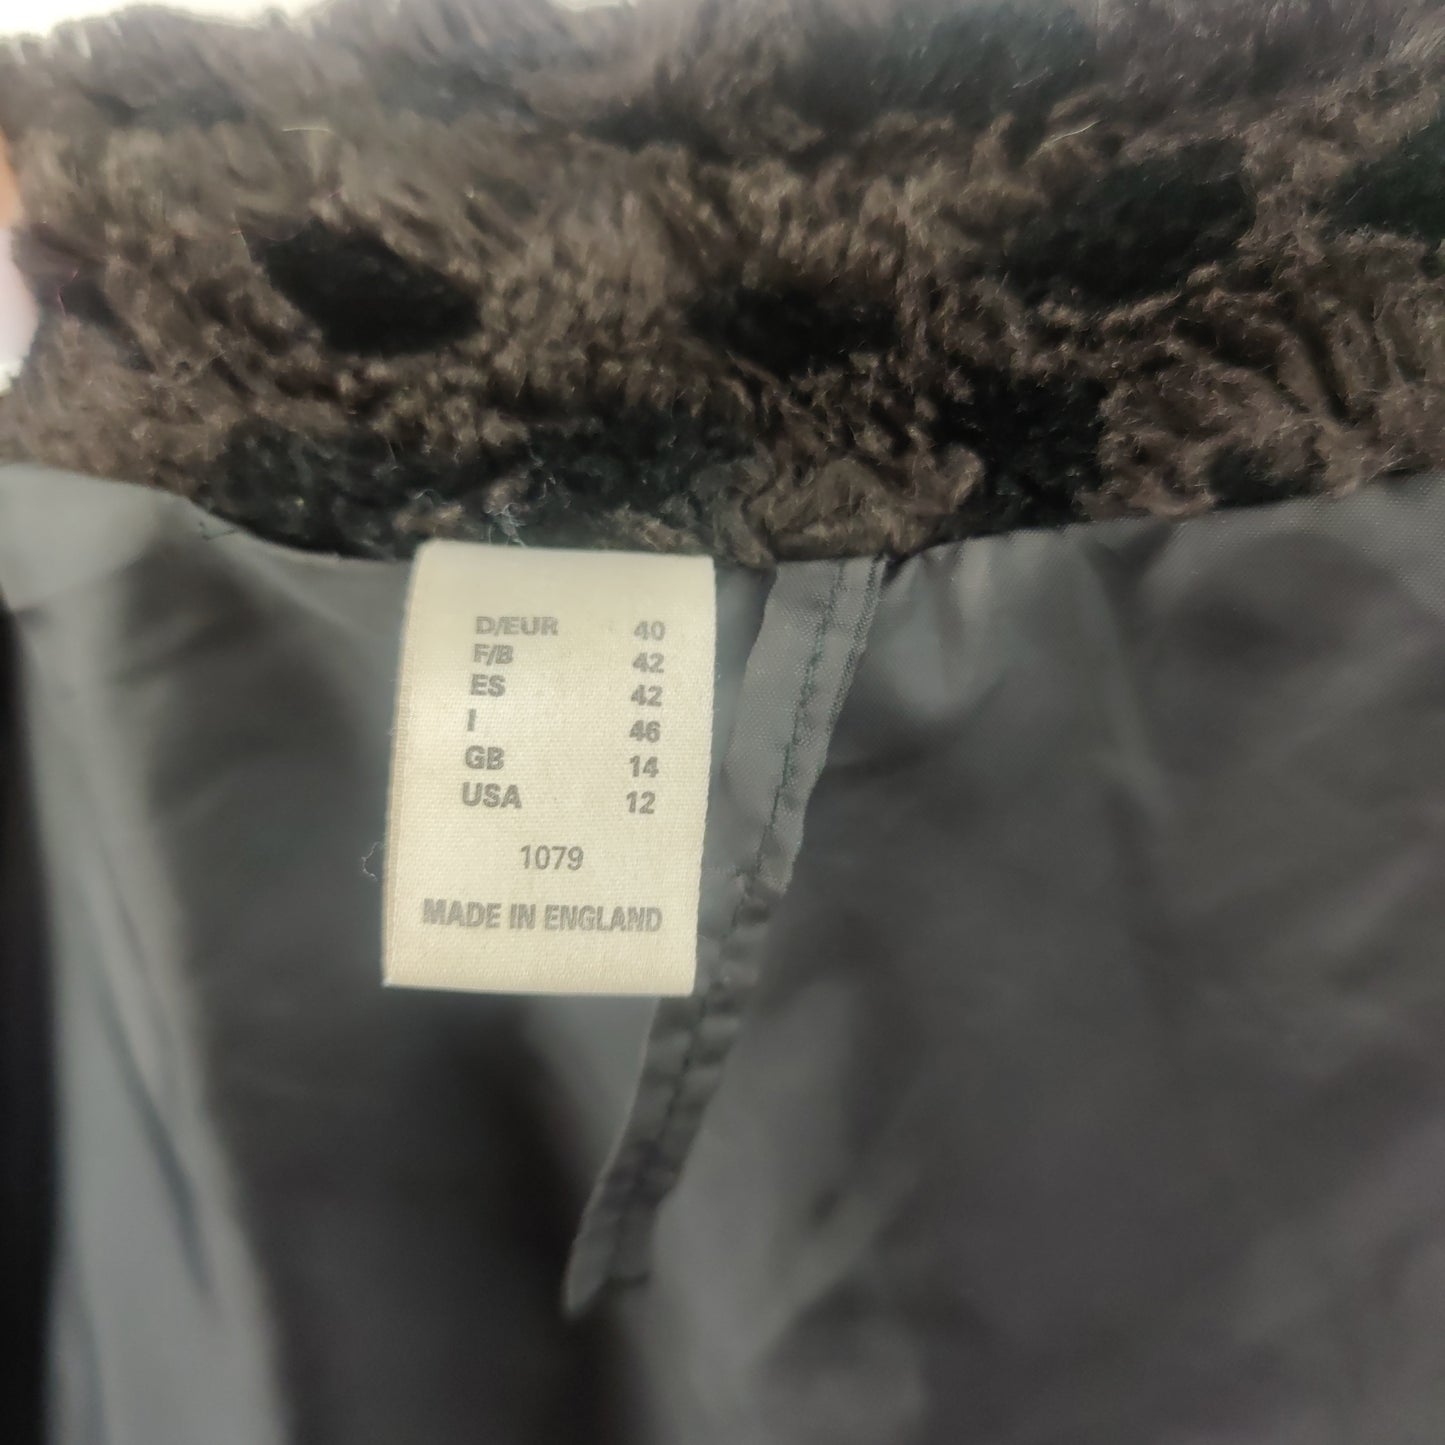 D/EUR 40
F/B 42
ES 42
I 46
GB 14
USA 12
1079
MADE IN ENGLAND